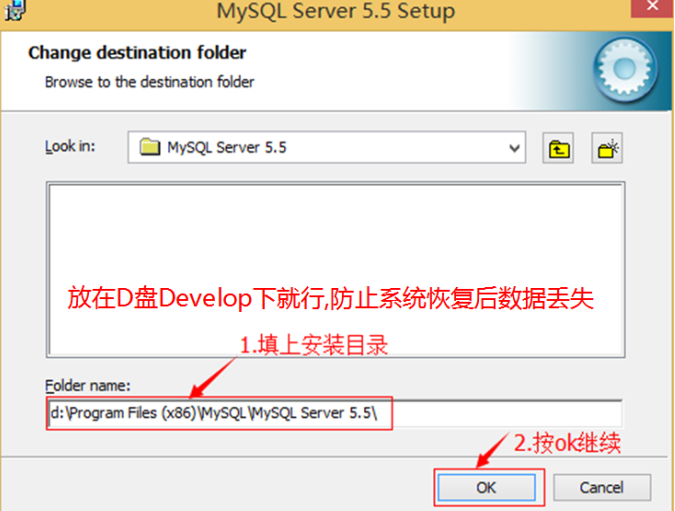 MySQL Server 5.5 Setup
Change destination folder
Browse to the destination folder
Look in:
MySQL Server 5.5
放在D盘Develop下就行,防止系统恢复后数据丢失
1.填上安装目录
Folder name:
d:\Program Files (x86)\MySQL\MySQL Server 5.5\
2.按ok继续
OK
Cancel